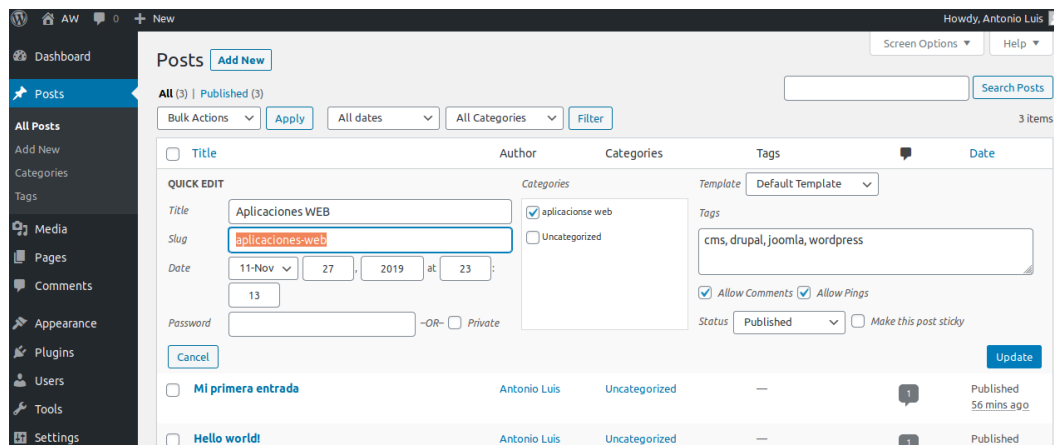 AW 0 + New Howdy, Antonio Luis
Screen Options ▼ Help ▼
Dashboard
Posts
All Posts
Add New
Categories
Tags
Media
Pages
Comments
Appearance
Plugins
Users
Tools
Settings
Posts Add New
All (3) | Published (3)
Search Posts
Bulk Actions Apply All dates All Categories Filter 3 items
Title Author Categories Tags Date
QUICK EDIT
Title Aplicaciones WEB
Slug aplicaciones-web
Date 11-Nov 27 , 2019 at 23 :
13
Password –OR– Private
Categories
aplicacionse web
Uncategorized
Template Default Template
Tags
cms, drupal, joomla, wordpress
Allow Comments Allow Pings
Status Published Make this post sticky
Cancel Update
Mi primera entrada Antonio Luis Uncategorized — 1 Published
56 mins ago
Hello world! Antonio Luis Uncategorized — 1 Published